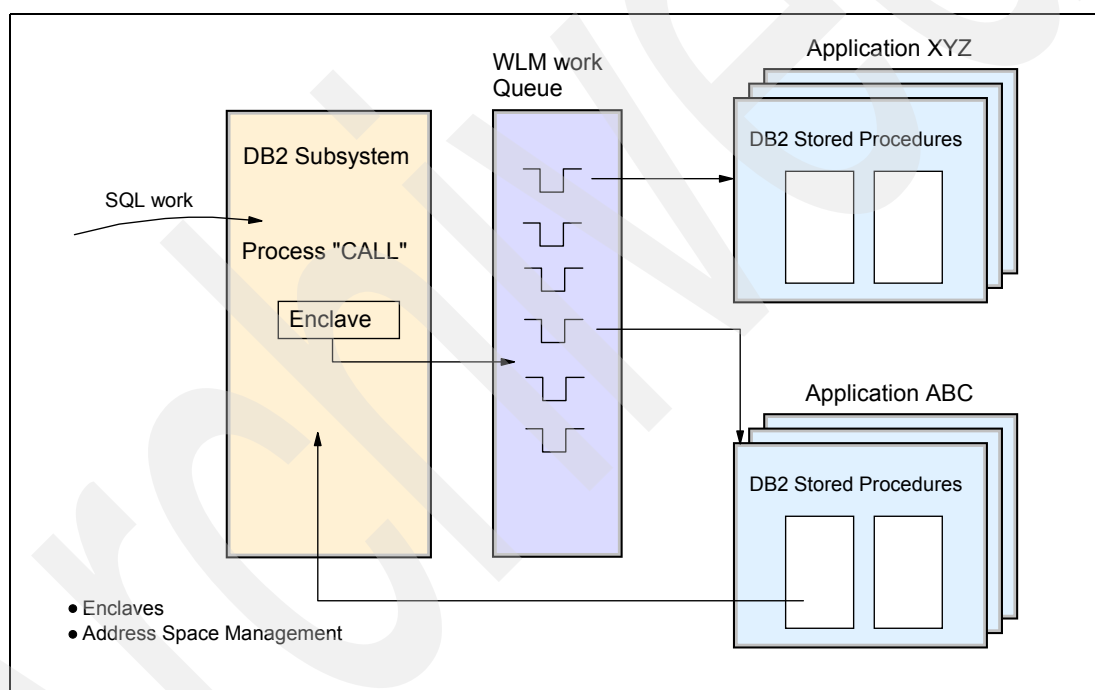 Application XYZ
WLM work
Queue
DB2 Subsystem
DB2 Stored Procedures
SQL work
Process "CALL"
Enclave
Application ABC
DB2 Stored Procedures
• Enclaves
• Address Space Management